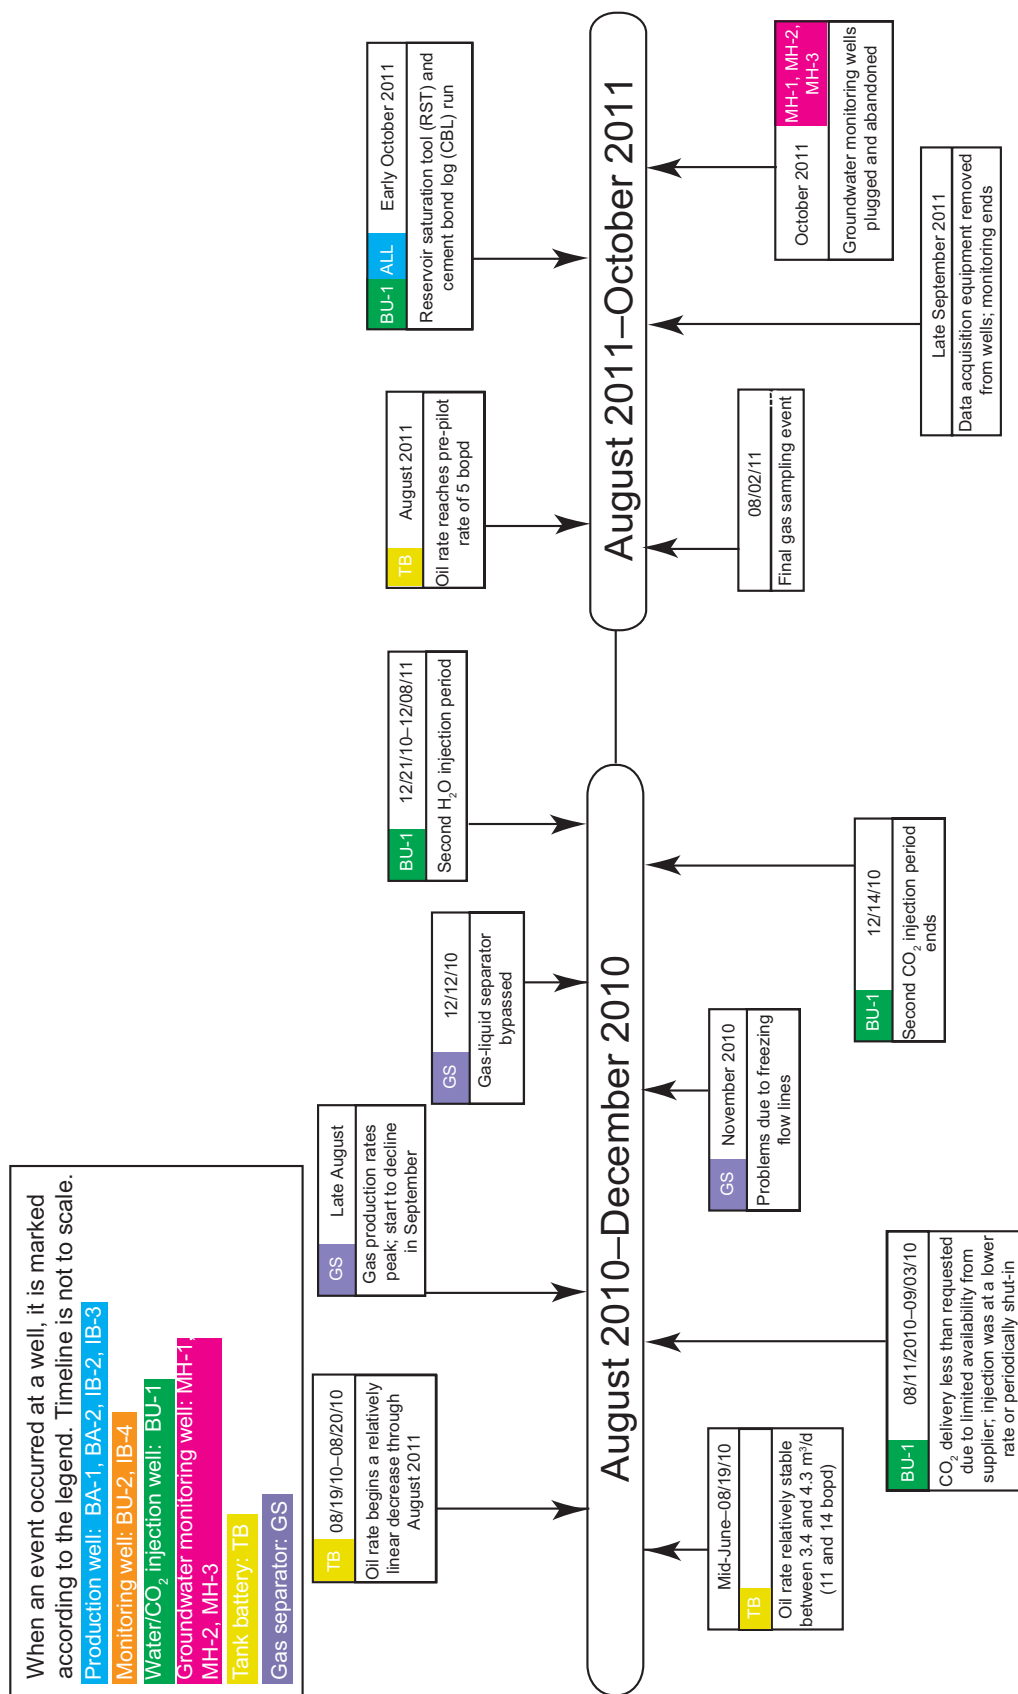 When an event occurred at a well, it is marked
according to the legend. Timeline is not to scale.
Production well: BA-1, BA-2, IB-2, IB-3
Monitoring well: BU-2, IB-4
Water/CO₂ injection well: BU-1
Groundwater monitoring well: MH-1,
MH-2, MH-3
Tank battery: TB
Gas separator: GS
TB 08/19/10–08/20/10
Oil rate begins a relatively
linear decrease through
August 2011
GS Late August
Gas production rates
peak; start to decline
in September
GS 12/12/10
Gas-liquid separator
bypassed
BU-1 12/21/10–12/08/11
Second H₂O injection period
TB August 2011
Oil rate reaches pre-pilot
rate of 5 bopd
BU-1 ALL Early October 2011
Reservoir saturation tool (RST) and
cement bond log (CBL) run
August 2010–December 2010
August 2011–October 2011
Mid-June–08/19/10
TB
Oil rate relatively stable
between 3.4 and 4.3 m³/d
(11 and 14 bopd)
BU-1 08/11/2010–09/03/10
CO₂ delivery less than requested
due to limited availability from
supplier; injection was at a lower
rate or periodically shut-in
GS November 2010
Problems due to freezing
flow lines
BU-1 12/14/10
Second CO₂ injection period
ends
08/02/11
Final gas sampling event
Late September 2011
Data acquisition equipment removed
from wells; monitoring ends
October 2011 MH-1, MH-2,
MH-3
Groundwater monitoring wells
plugged and abandoned